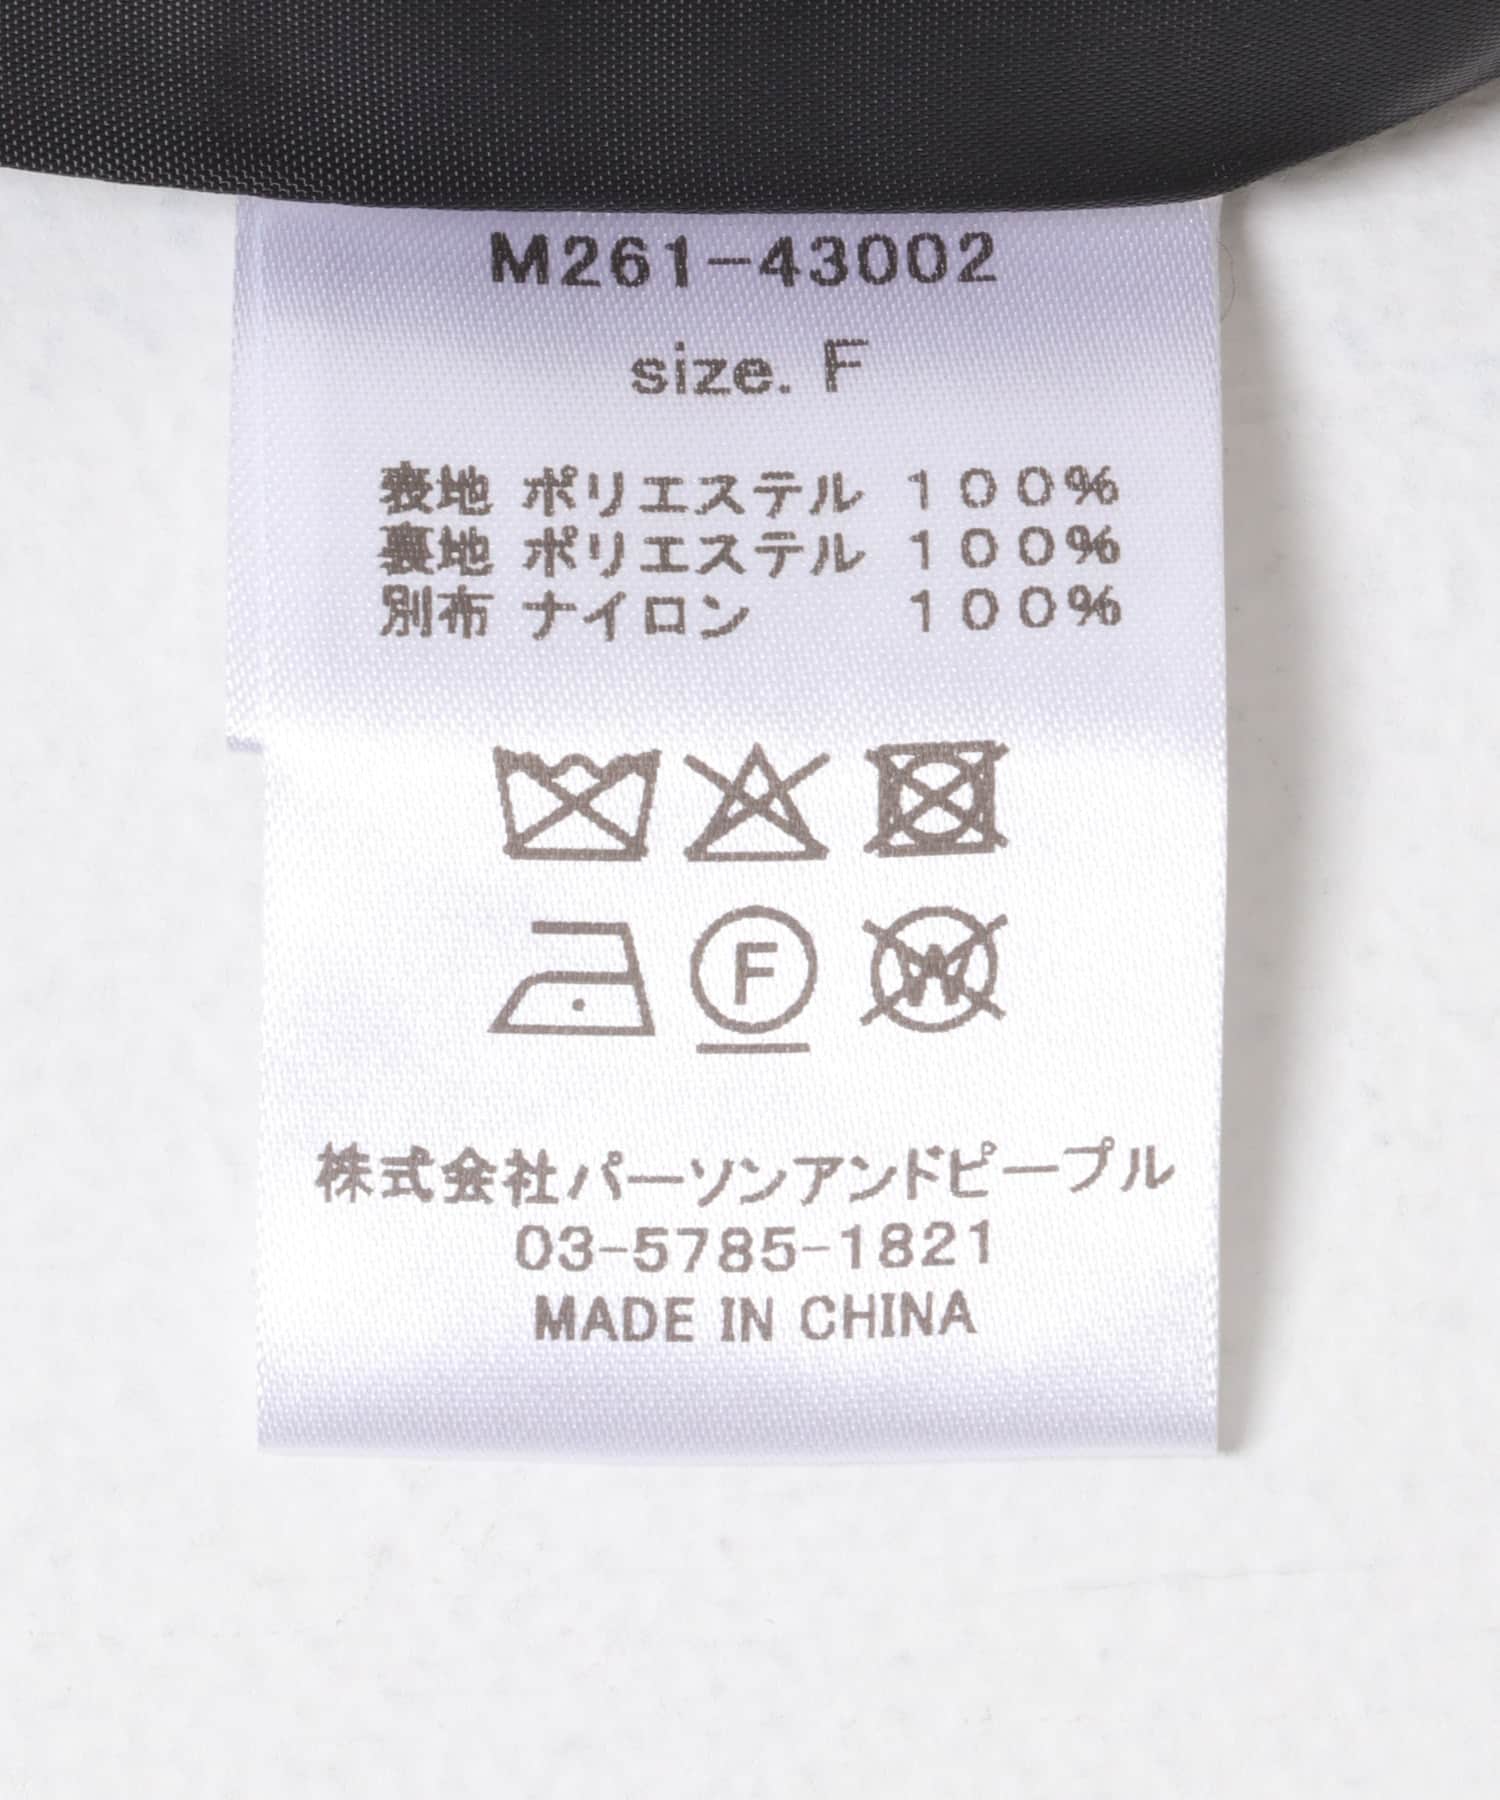 M261-43002
size. F
表地 ポリエステル 100%
裏地 ポリエステル 100%
別布 ナイロン 100%
F
W
株式会社パーソンアンドピープル
03-5785-1821
MADE IN CHINA